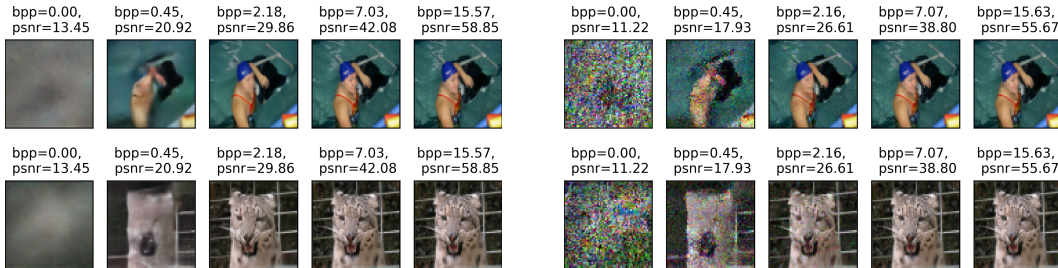 bpp=0.00,
psnr=13.45
bpp=0.45,
psnr=20.92
bpp=2.18,
psnr=29.86
bpp=7.03,
psnr=42.08
bpp=15.57,
psnr=58.85
bpp=0.00,
psnr=11.22
bpp=0.45,
psnr=17.93
bpp=2.16,
psnr=26.61
bpp=7.07,
psnr=38.80
bpp=15.63,
psnr=55.67
bpp=0.00,
psnr=13.45
bpp=0.45,
psnr=20.92
bpp=2.18,
psnr=29.86
bpp=7.03,
psnr=42.08
bpp=15.57,
psnr=58.85
bpp=0.00,
psnr=11.22
bpp=0.45,
psnr=17.93
bpp=2.16,
psnr=26.61
bpp=7.07,
psnr=38.80
bpp=15.63,
psnr=55.67